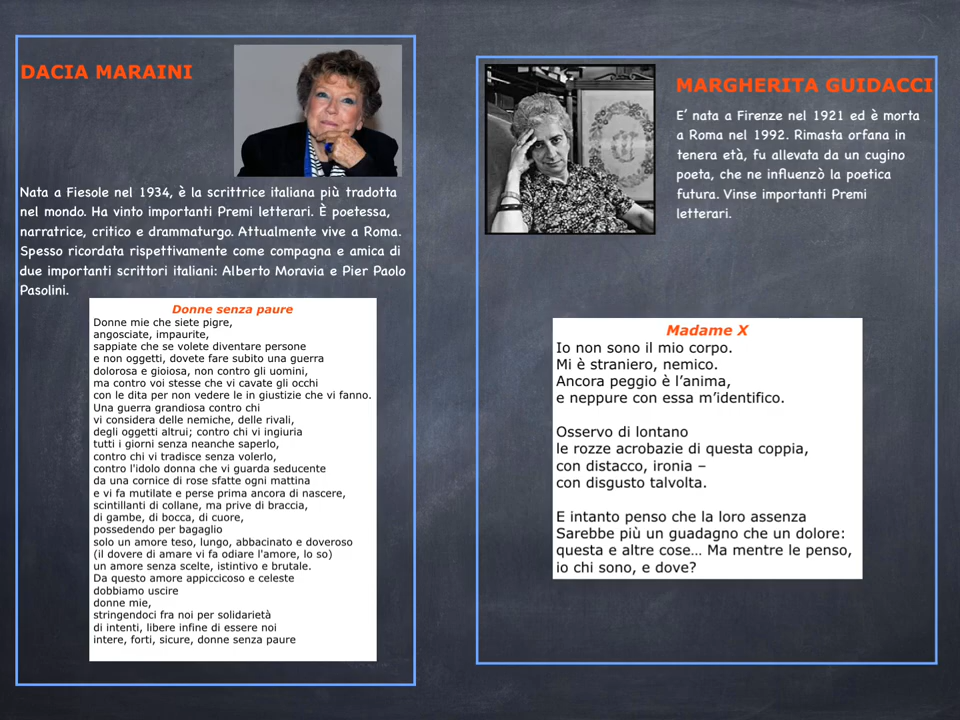 DACIA MARAINI
Nata a Fiesole nel 1934, è la scrittrice italiana più tradotta
nel mondo. Ha vinto importanti Premi letterari. È poetessa,
narratrice, critico e drammaturgo. Attualmente vive a Roma.
Spesso ricordata rispettivamente come compagna e amica di
due importanti scrittori italiani: Alberto Moravia e Pier Paolo
Pasolini.
Donne senza paure
Donne mie che siete pigre,
angosciate, impaurite,
sappiate che se volete diventare persone
e non oggetti, dovete fare subito una guerra
dolorosa e gioiosa, non contro gli uomini,
ma contro voi stesse che vi cavate gli occhi
con le dita per non vedere le in giustizie che vi fanno.
Una guerra grandiosa contro chi
vi considera delle nemiche, delle rivali,
degli oggetti altrui; contro chi vi ingiuria
tutti i giorni senza neanche saperlo,
contro chi vi tradisce senza volerlo,
contro l'idolo donna che vi guarda seducente
da una cornice di rose sfatte ogni mattina
e vi fa mutilate e perse prima ancora di nascere,
scintillanti di collane, ma prive di braccia,
di gambe, di bocca, di cuore,
possedendo per bagaglio
solo un amore teso, lungo, abbacinato e doveroso
(il dovere di amare vi fa odiare l'amore, lo so)
un amore senza scelte, istintivo e brutale.
Da questo amore appiccicoso e celeste
dobbiamo uscire
donne mie,
stringendoci fra noi per solidarietà
di intenti, libere infine di essere noi
intere, forti, sicure, donne senza paure
MARGHERITA GUIDACCI
E' nata a Firenze nel 1921 ed è morta
a Roma nel 1992. Rimasta orfana in
tenera età, fu allevata da un cugino
poeta, che ne influenzò la poetica
futura. Vinse importanti Premi
letterari.
Madame X
Io non sono il mio corpo.
Mi è straniero, nemico.
Ancora peggio è l'anima,
e neppure con essa m'identifico.
Osservo di lontano
le rozze acrobazie di questa coppia,
con distacco, ironia –
con disgusto talvolta.
E intanto penso che la loro assenza
Sarebbe più un guadagno che un dolore:
questa e altre cose… Ma mentre le penso,
io chi sono, e dove?